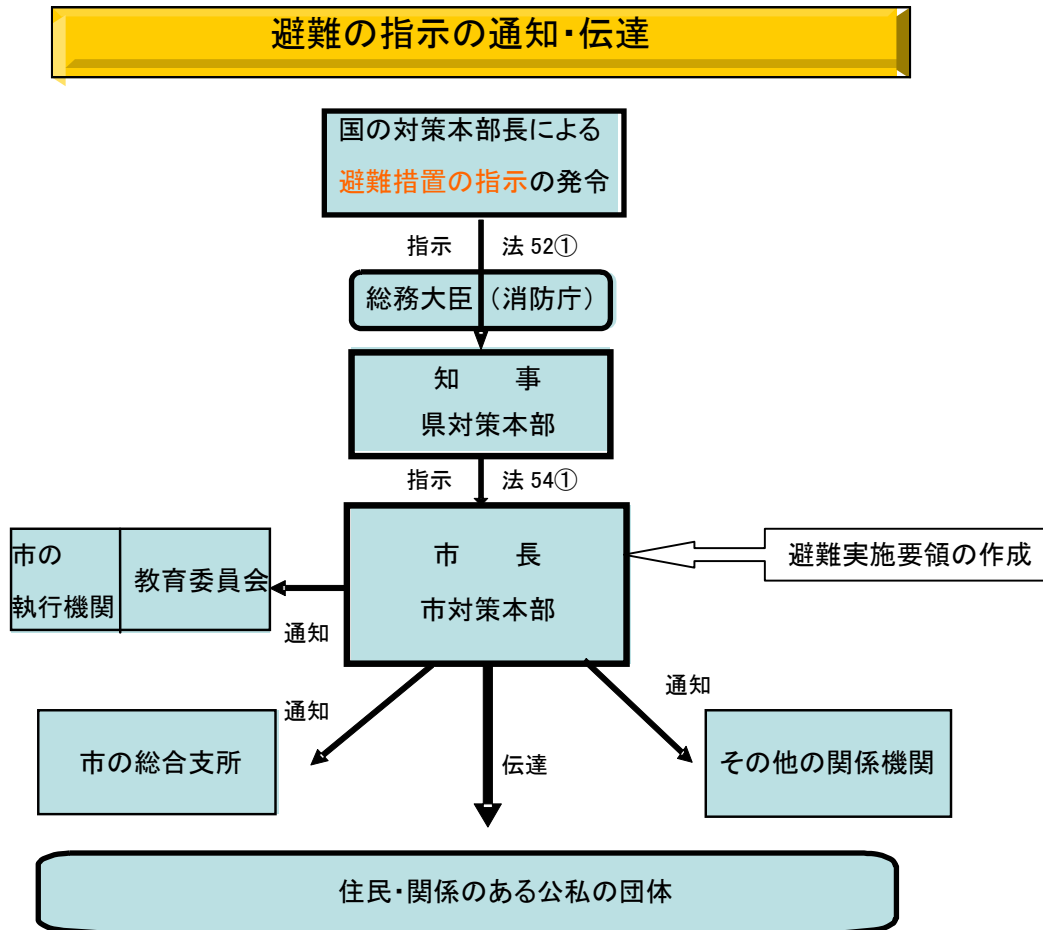 避難の指示の通知・伝達
国の対策本部長による
避難措置の指示の発令
指示 法 52①
総務大臣（消防庁）
知 事
県対策本部
指示 法 54①
市 長
市対策本部
避難実施要領の作成
市の
執行機関
教育委員会
通知
通知
通知
市の総合支所
伝達
その他の関係機関
住民・関係のある公私の団体